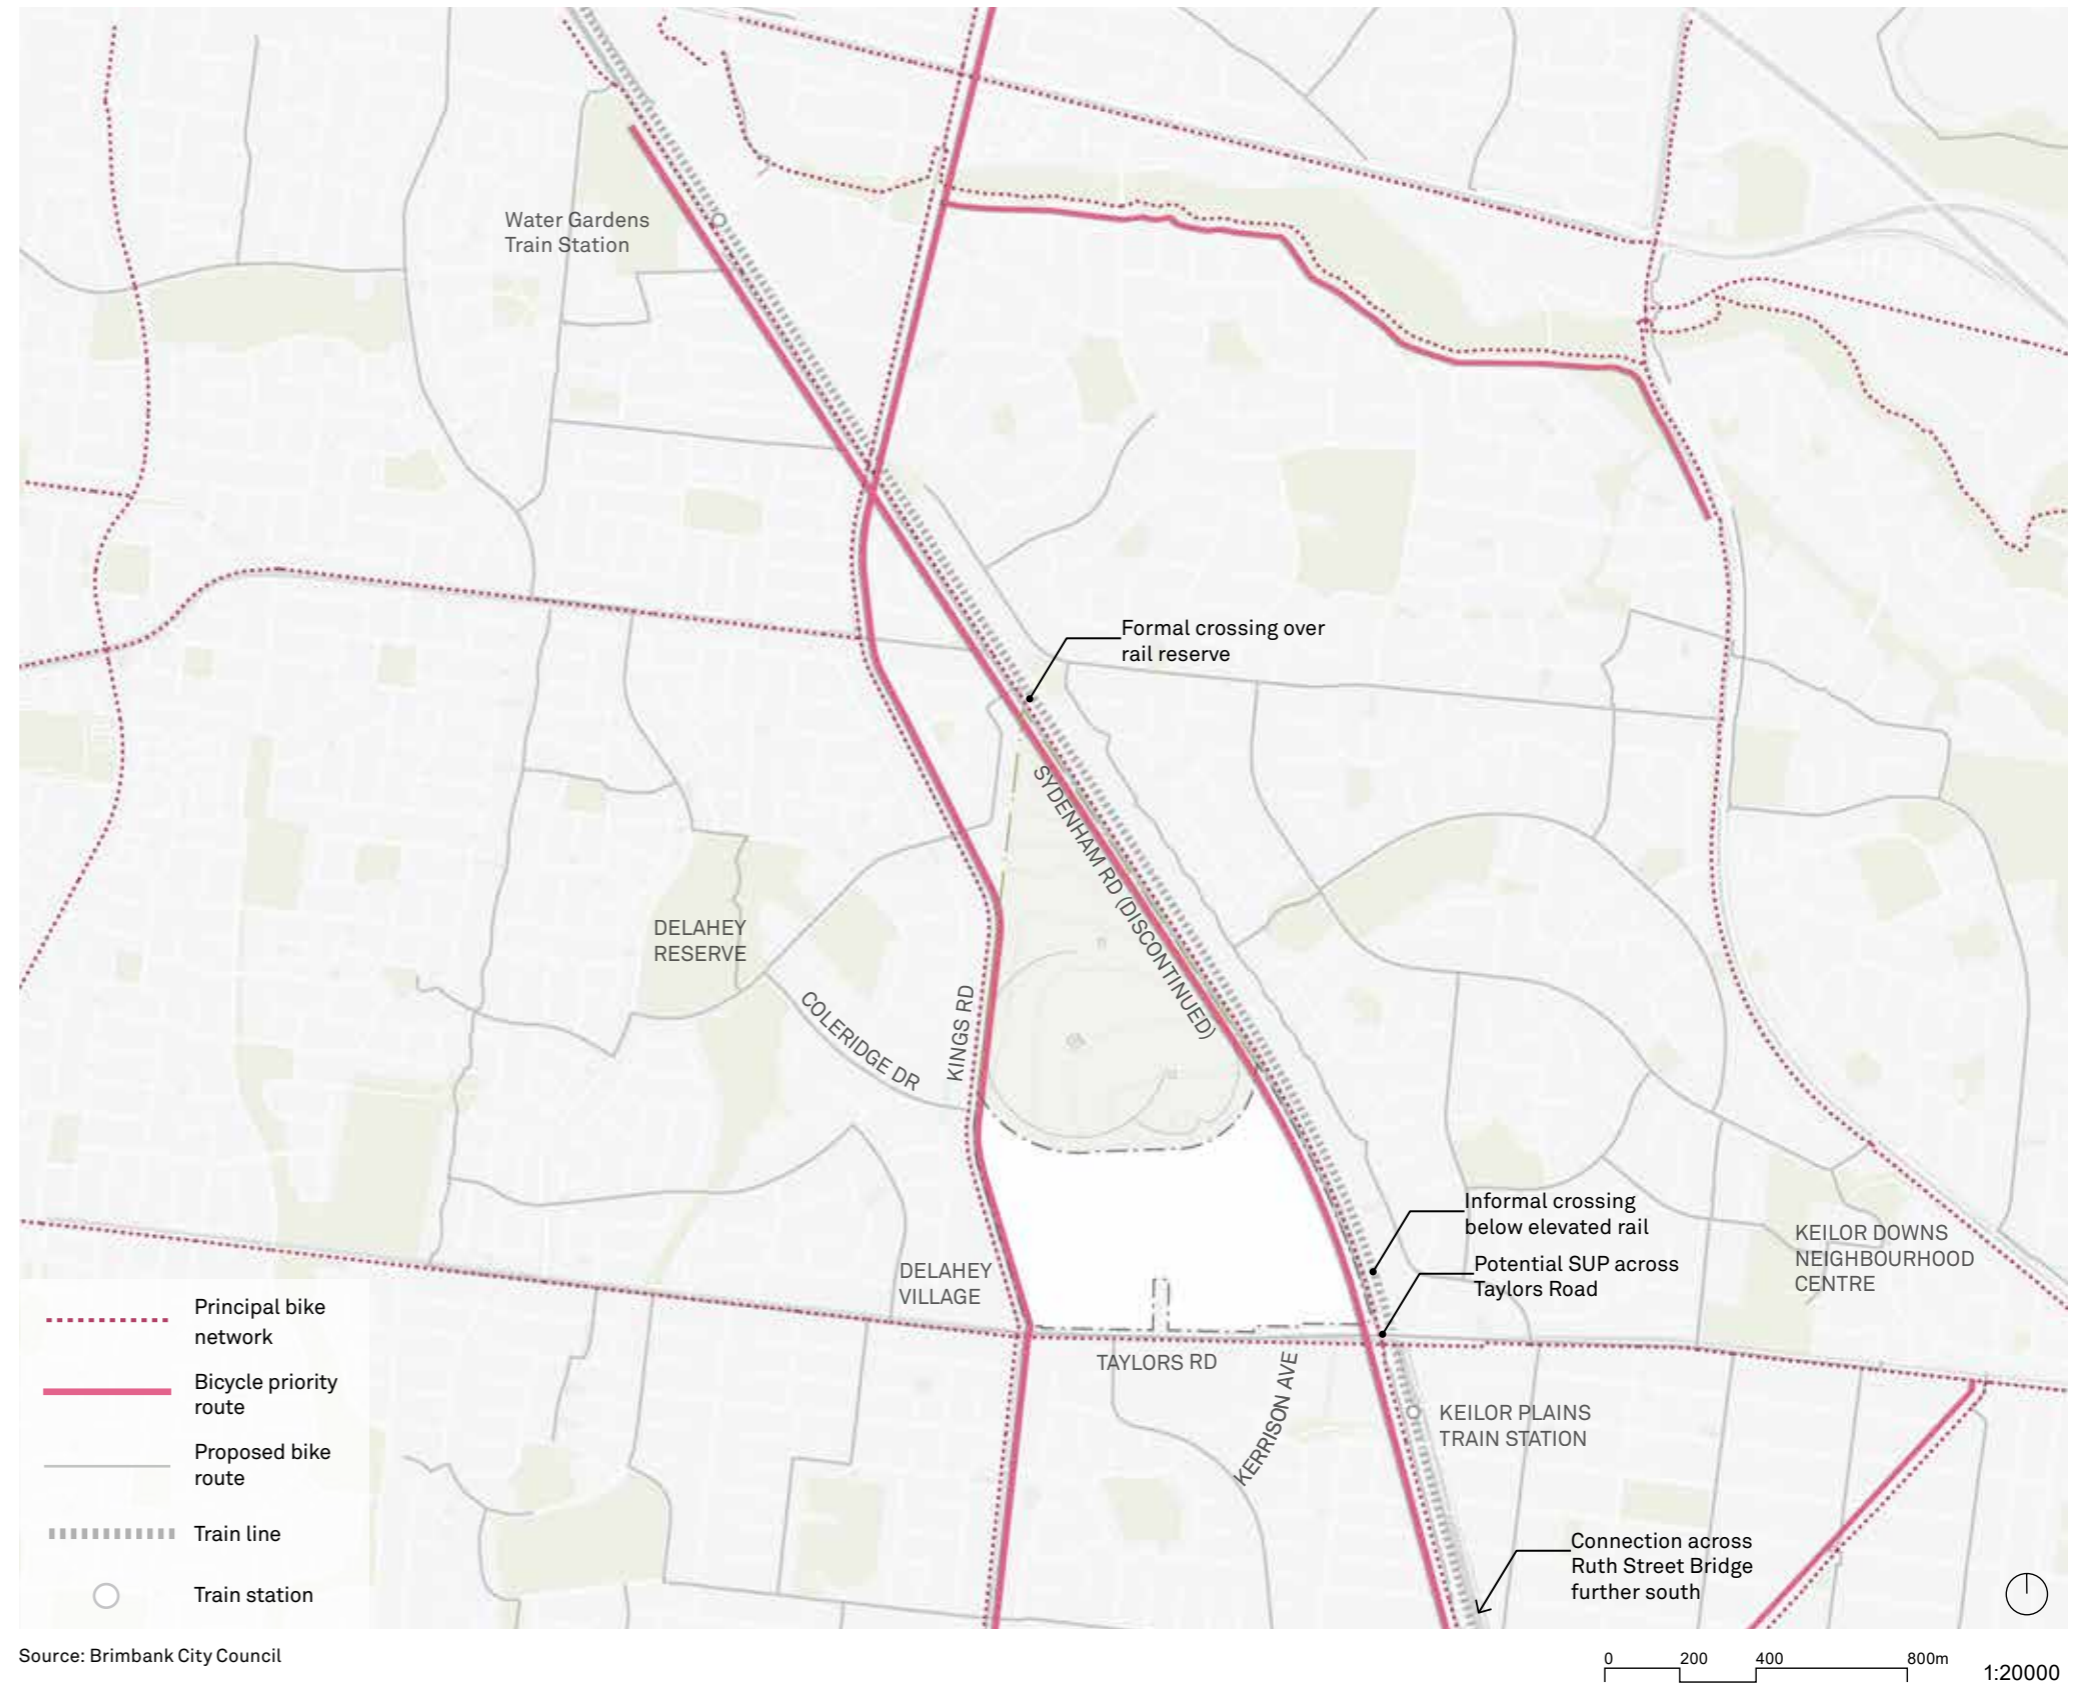 Water Gardens
Train Station
Formal crossing over
rail reserve
SYDENHAM RD (DISCONTINUED)
DELAHEY
RESERVE
COLERIDGE DR
KINGS RD
Informal crossing
below elevated rail
Potential SUP across
Taylors Road
KEILOR DOWNS
NEIGHBOURHOOD
CENTRE
DELAHEY
VILLAGE
TAYLORS RD
KERRISON AVE
KEILOR PLAINS
TRAIN STATION
Connection across
Ruth Street Bridge
further south
Principal bike
network
Bicycle priority
route
Proposed bike
route
Train line
Train station
Source: Brimbank City Council
0 200 400 800m
1:20000